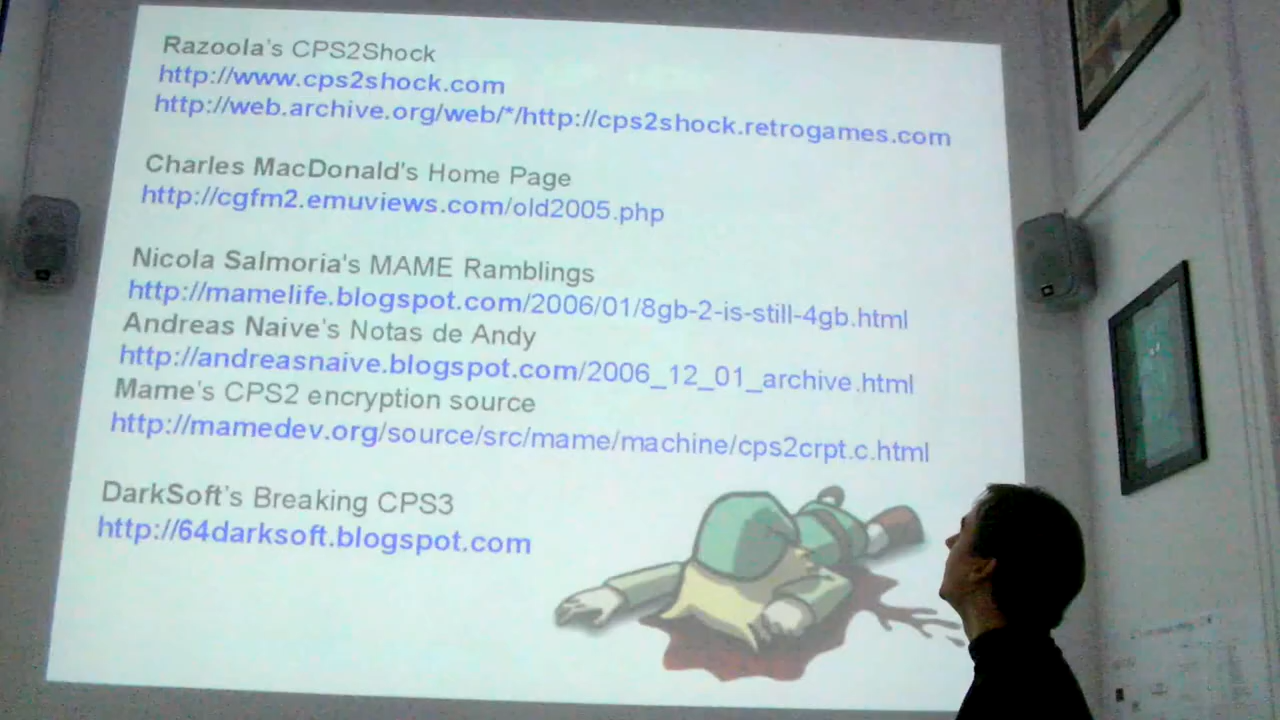 Razoola's CPS2Shock
http://www.cps2shock.com
http://web.archive.org/web/*/http://cps2shock.retrogames.com
Charles MacDonald's Home Page
http://cgfm2.emuviews.com/old2005.php
Nicola Salmoria's MAME Ramblings
http://mamelife.blogspot.com/2006/01/8gb-2-is-still-4gb.html
Andreas Naive's Notas de Andy
http://andreasnaive.blogspot.com/2006_12_01_archive.html
Mame's CPS2 encryption source
http://mamedev.org/source/src/mame/machine/cps2crpt.c.html
DarkSoft's Breaking CPS3
http://64darksoft.blogspot.com